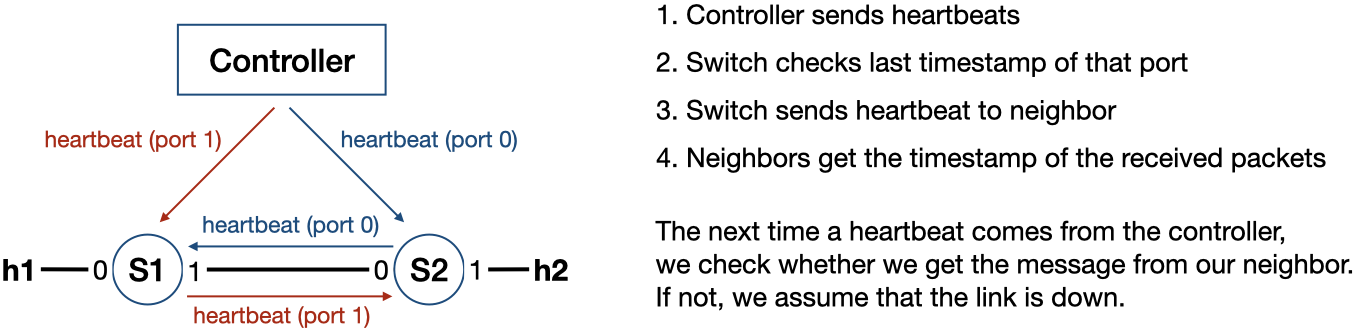 Controller
heartbeat (port 1)
heartbeat (port 0)
heartbeat (port 0)
h1 0 S1 1 0 S2 1 h2
heartbeat (port 1)
1. Controller sends heartbeats
2. Switch checks last timestamp of that port
3. Switch sends heartbeat to neighbor
4. Neighbors get the timestamp of the received packets
The next time a heartbeat comes from the controller,
we check whether we get the message from our neighbor.
If not, we assume that the link is down.